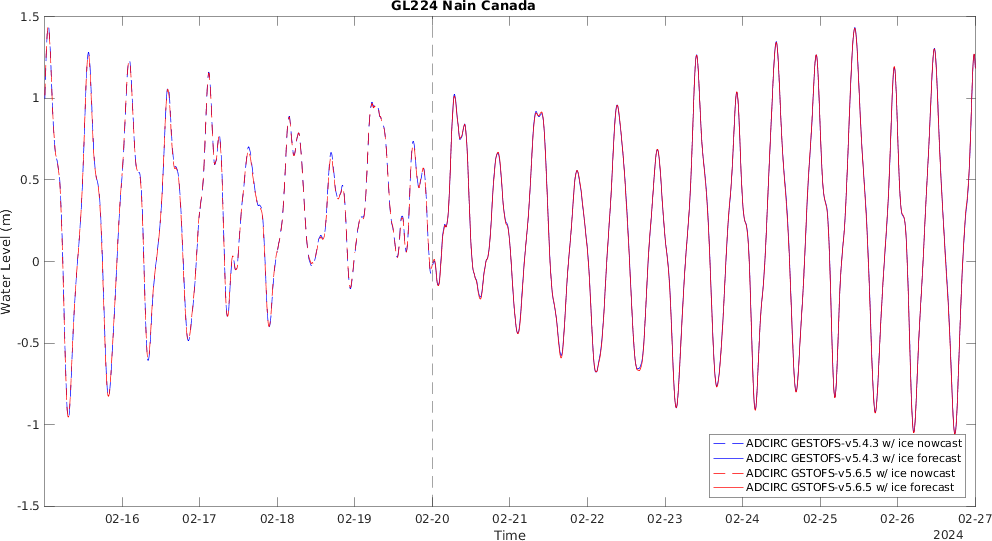 GL224 Nain Canada
1.5
1
0.5
0
-0.5
-1
-1.5
Water Level (m)
ADCIRC GESTOFS-v5.4.3 w/ ice nowcast
ADCIRC GESTOFS-v5.4.3 w/ ice forecast
ADCIRC GSTOFS-v5.6.5 w/ ice nowcast
ADCIRC GSTOFS-v5.6.5 w/ ice forecast
02-16 02-17 02-18 02-19 02-20 02-21 02-22 02-23 02-24 02-25 02-26 02-27
Time
2024